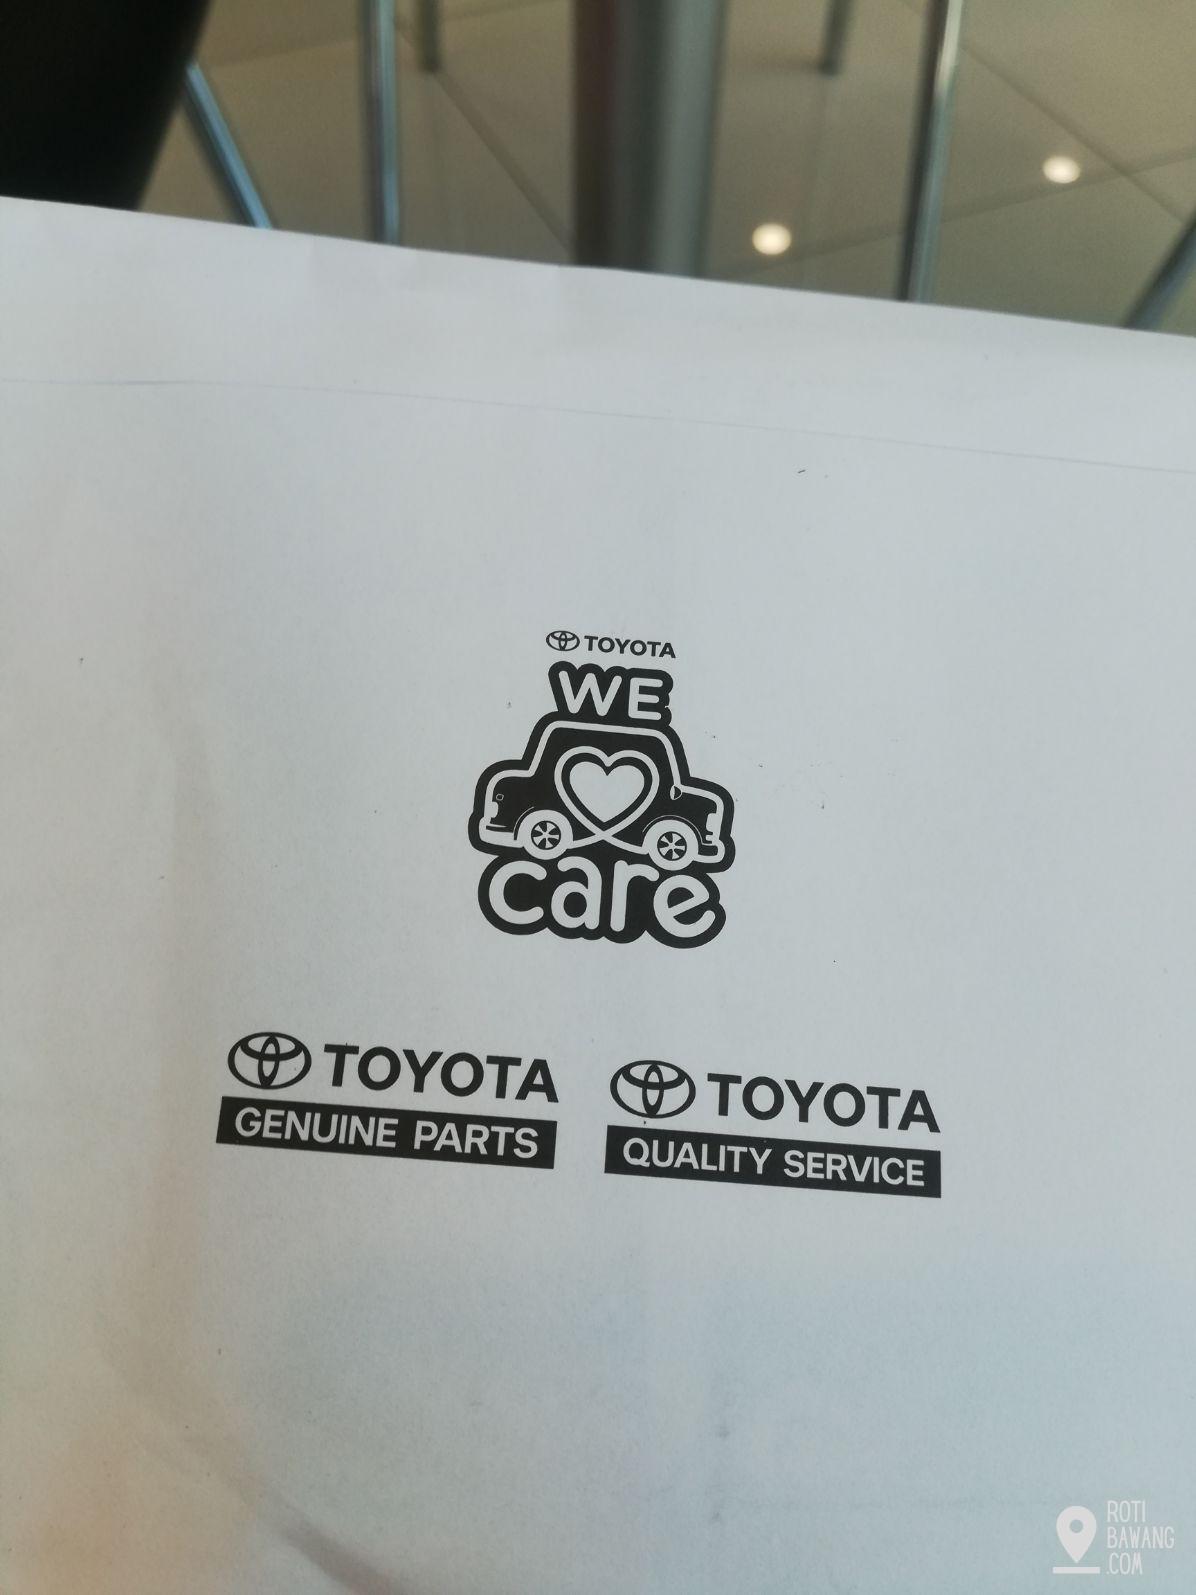 TOYOTA
WE
care
TOYOTA
GENUINE PARTS
TOYOTA
QUALITY SERVICE
ROTI
BAWANG
.COM